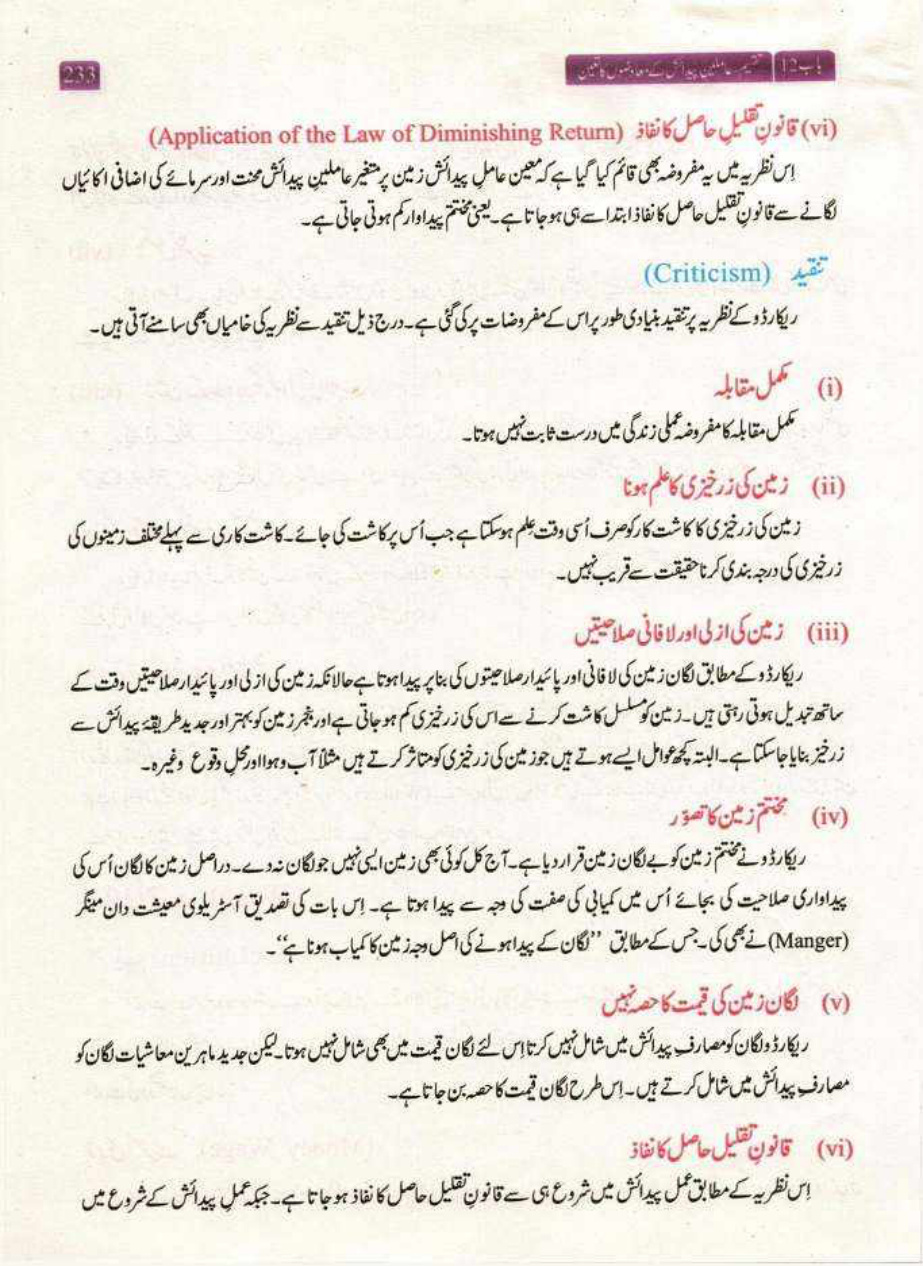 233
باب 12 تقسیم۔ عاملین پیدائش کے معاوضوں کا تعین
(vi) قانونِ تقلیلِ حاصل کا نفاذ (Application of the Law of Diminishing Return)
اِس نظریہ میں یہ مفروضہ بھی قائم کیا گیا ہے کہ معین عاملِ پیدائش زمین پر متغیر عاملینِ پیدائش محنت اور سرمائے کی اضافی اکائیاں
لگانے سے قانونِ تقلیلِ حاصل کا نفاذ ابتدا سے ہی ہو جاتا ہے۔ یعنی مختتم پیداوار کم ہوتی جاتی ہے۔
تنقید (Criticism)
ریکارڈو کے نظریہ پر تنقید بنیادی طور پر اس کے مفروضات پر کی گئی ہے۔ درج ذیل تنقید سے نظریہ کی خامیاں بھی سامنے آتی ہیں۔
(i) مکمل مقابلہ
مکمل مقابلہ کا مفروضہ عملی زندگی میں درست ثابت نہیں ہوتا۔
(ii) زمین کی زرخیزی کا علم ہونا
زمین کی زرخیزی کا کاشت کار کو صرف اُسی وقت علم ہو سکتا ہے جب اُس پر کاشت کی جائے۔ کاشت کاری سے پہلے مختلف زمینوں کی
زرخیزی کی درجہ بندی کرنا حقیقت سے قریب نہیں۔
(iii) زمین کی ازلی اور لافانی صلاحیتیں
ریکارڈو کے مطابق لگان زمین کی لافانی اور پائیدار صلاحیتوں کی بنا پر پیدا ہوتا ہے حالانکہ زمین کی ازلی اور پائیدار صلاحیتیں وقت کے
ساتھ تبدیل ہوتی رہتی ہیں۔ زمین کو مسلسل کاشت کرنے سے اس کی زرخیزی کم ہو جاتی ہے اور بنجر زمین کو بہتر اور جدید طریقۂ پیدائش سے
زرخیز بنایا جا سکتا ہے۔ البتہ کچھ عوامل ایسے ہوتے ہیں جو زمین کی زرخیزی کو متاثر کرتے ہیں مثلاً آب و ہوا اور محلِ وقوع وغیرہ۔
(iv) مختتم زمین کا تصوّر
ریکارڈو نے مختتم زمین کو بے لگان زمین قرار دیا ہے۔ آج کل کوئی بھی زمین ایسی نہیں جو لگان نہ دے۔ دراصل زمین کا لگان اُس کی
پیداواری صلاحیت کی بجائے اُس میں کمیابی کی صفت کی وجہ سے پیدا ہوتا ہے۔ اِس بات کی تصدیق آسٹریلوی معیشت دان مینگر
(Manger) نے بھی کی۔ جس کے مطابق ”لگان کے پیدا ہونے کی اصل وجہ زمین کا کمیاب ہونا ہے“۔
(v) لگان زمین کی قیمت کا حصہ نہیں
ریکارڈو لگان کو مصارفِ پیدائش میں شامل نہیں کرتا اِس لئے لگان قیمت میں بھی شامل نہیں ہوتا۔ لیکن جدید ماہرین معاشیات لگان کو
مصارفِ پیدائش میں شامل کرتے ہیں۔ اِس طرح لگان قیمت کا حصہ بن جاتا ہے۔
(vi) قانونِ تقلیلِ حاصل کا نفاذ
اِس نظریہ کے مطابق عمل پیدائش میں شروع ہی سے قانونِ تقلیلِ حاصل کا نفاذ ہو جاتا ہے۔ جبکہ عملِ پیدائش کے شروع میں